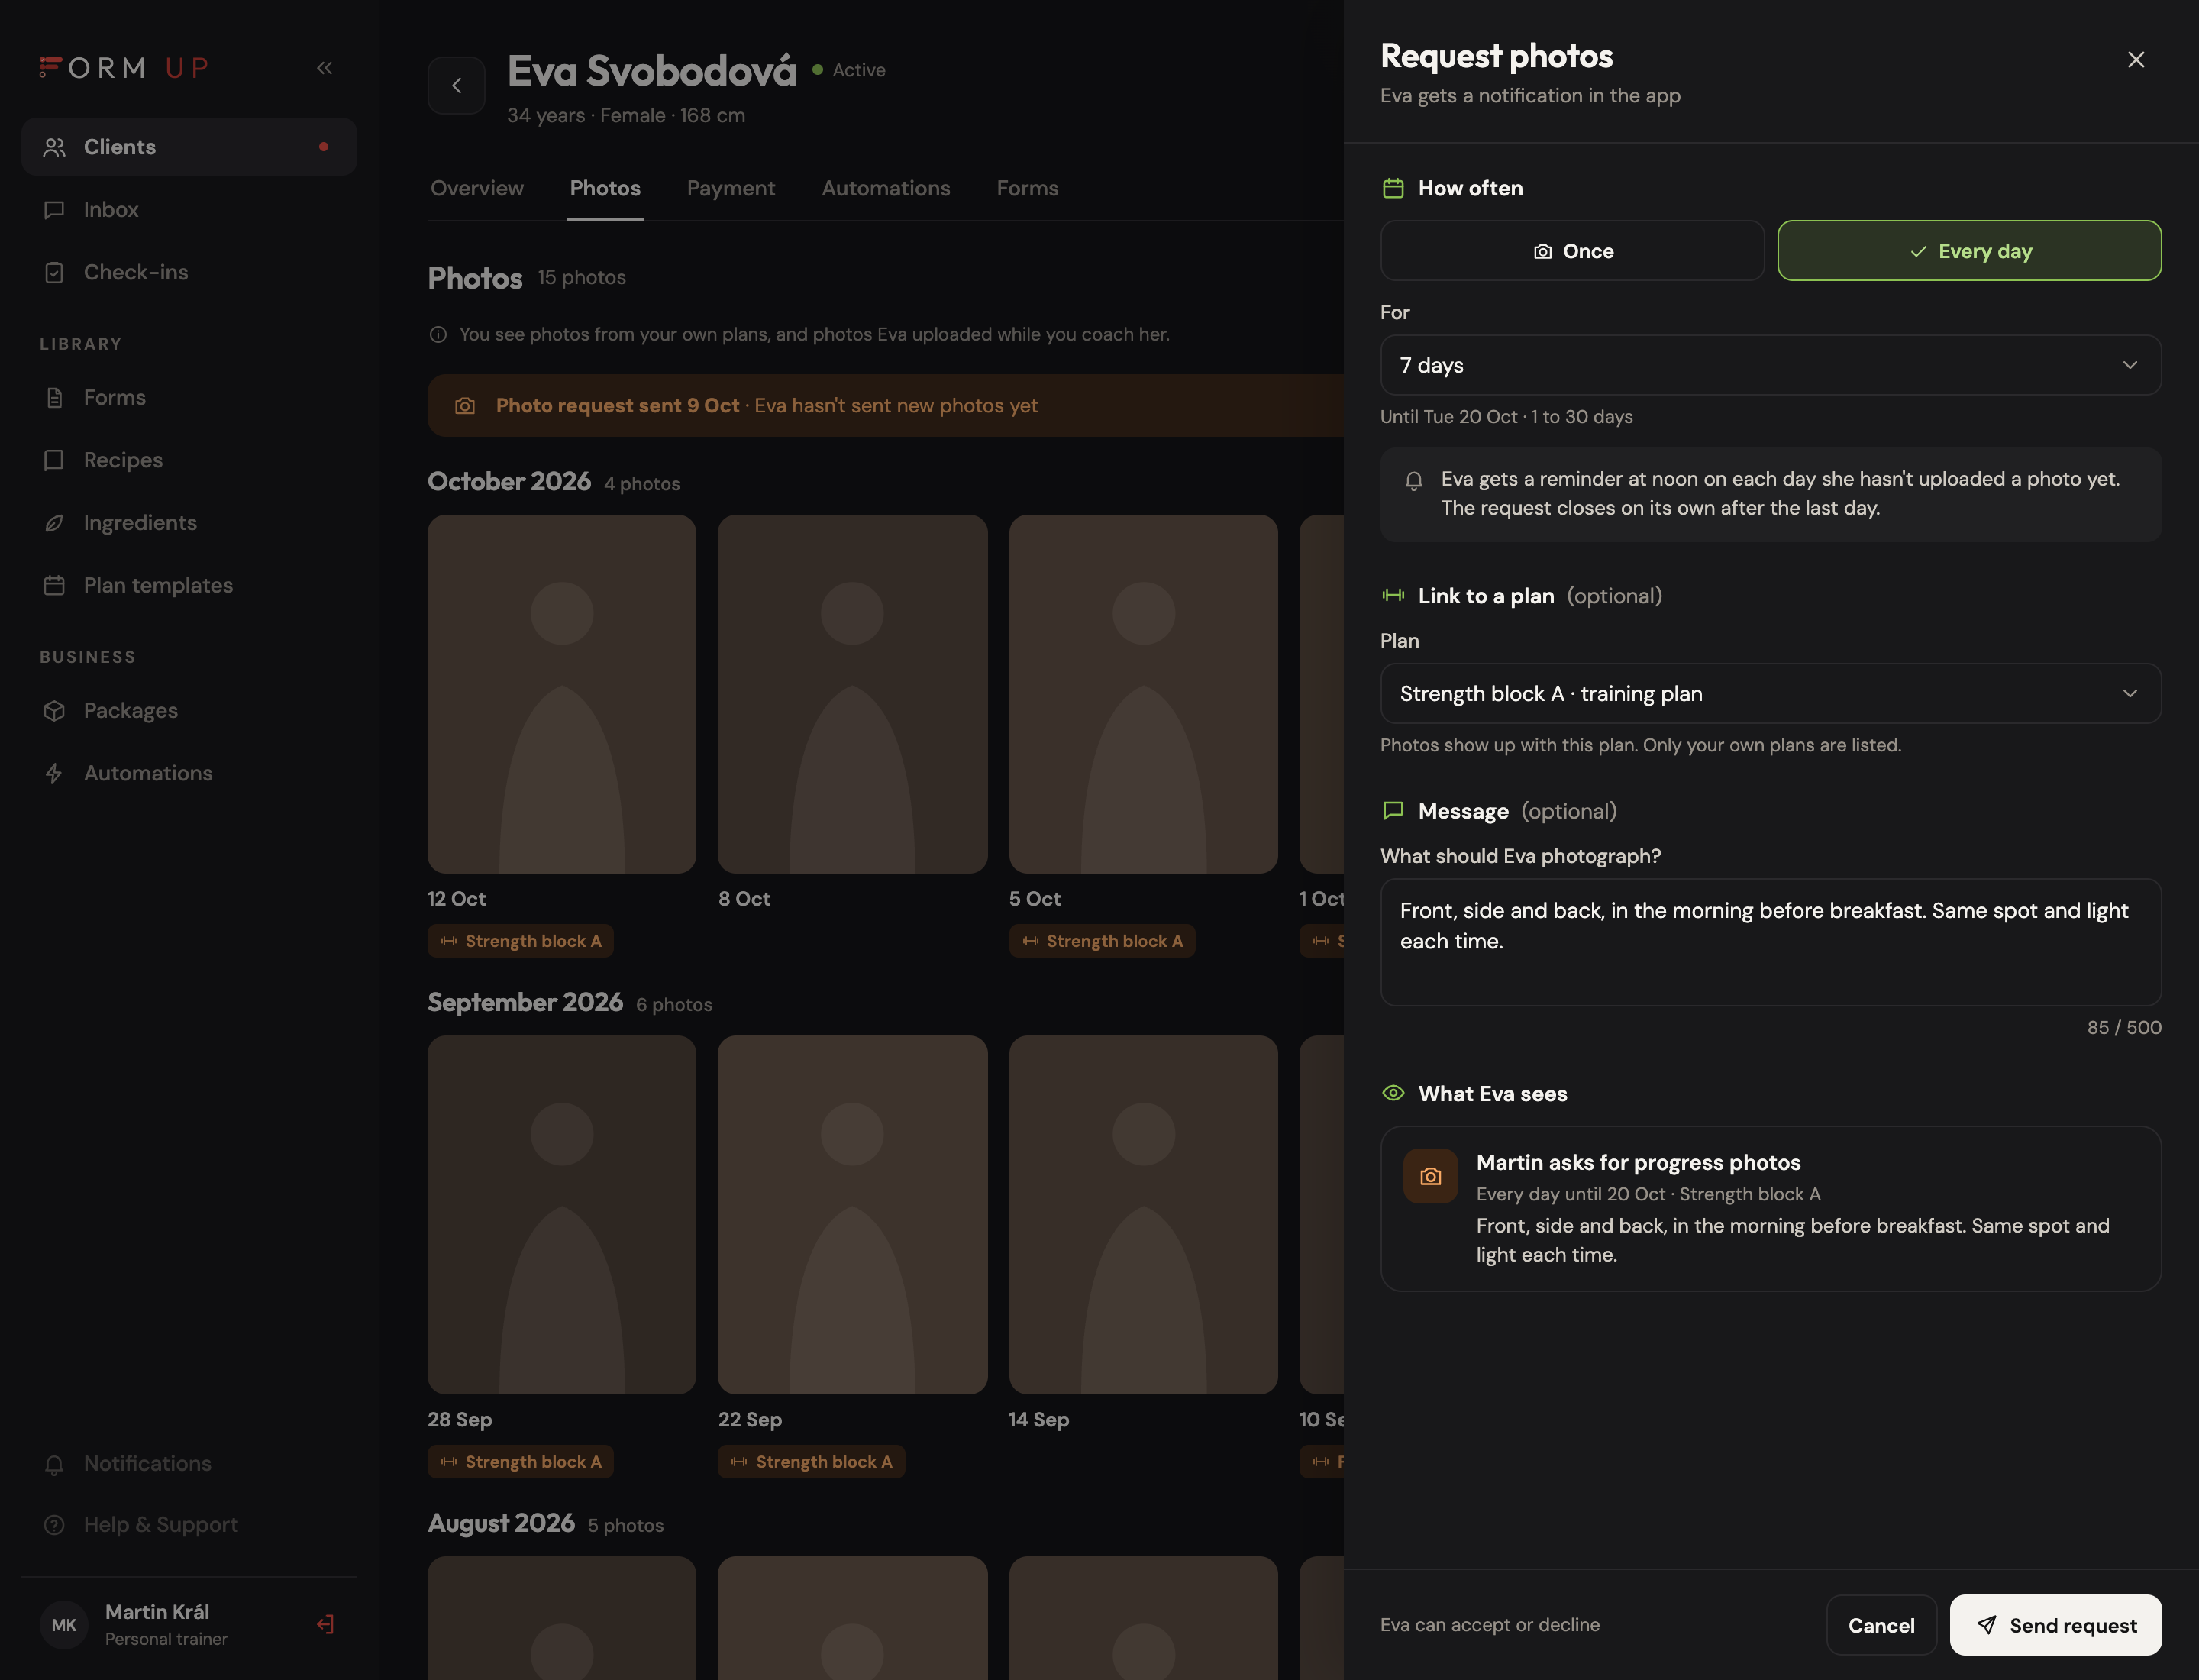 FORM UP
Clients
Inbox
Check-ins
LIBRARY
Forms
Recipes
Ingredients
Plan templates
BUSINESS
Packages
Automations
Notifications
Help & Support
MK
Martin Král
Personal trainer
Eva Svobodová
Active
34 years · Female · 168 cm
Overview
Photos
Payment
Automations
Forms
Photos 15 photos
You see photos from your own plans, and photos Eva uploaded while you coach her.
Photo request sent 9 Oct · Eva hasn't sent new photos yet
October 2026 4 photos
12 Oct
Strength block A
8 Oct
5 Oct
Strength block A
1 Oct
September 2026 6 photos
28 Sep
Strength block A
22 Sep
Strength block A
14 Sep
10
August 2026 5 photos
Request photos
Eva gets a notification in the app
How often
Once
Every day
For
7 days
Until Tue 20 Oct · 1 to 30 days
Eva gets a reminder at noon on each day she hasn't uploaded a photo yet.
The request closes on its own after the last day.
Link to a plan (optional)
Plan
Strength block A · training plan
Photos show up with this plan. Only your own plans are listed.
Message (optional)
What should Eva photograph?
Front, side and back, in the morning before breakfast. Same spot and light
each time.
85 / 500
What Eva sees
Martin asks for progress photos
Every day until 20 Oct · Strength block A
Front, side and back, in the morning before breakfast. Same spot and
light each time.
Eva can accept or decline
Cancel
Send request